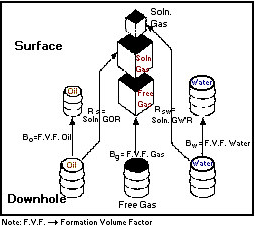 Soln.
Gas
Surface
Soln
Gas
Water
Oil
Free
Gas
Rs=
Soln. GOR
Rsw=
Soln. GWR
Bo=F.V.F. Oil
Bg=F.V.F. Gas
Bw=F.V.F. Water
Oil
Water
Downhole
Free Gas
Note: F.V.F. → Formation Volume Factor